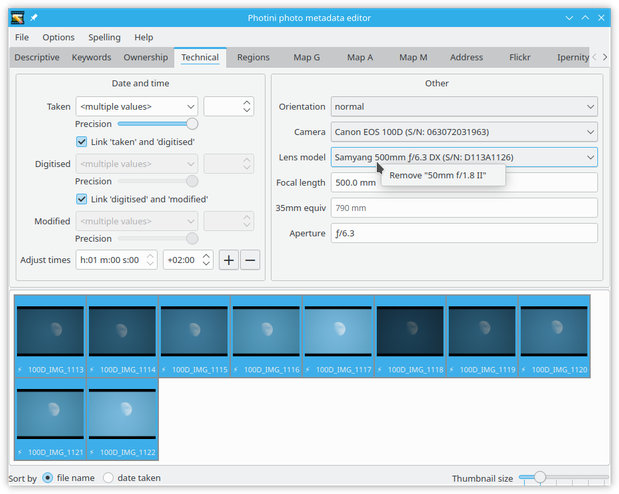 Photini photo metadata editor
File Options Spelling Help
Descriptive Keywords Ownership Technical Regions Map G Map A Map M Address Flickr Ipernity
Date and time
Taken <multiple values>
Precision
Link 'taken' and 'digitised'
Digitised <multiple values>
Precision
Link 'digitised' and 'modified'
Modified <multiple values>
Precision
Adjust times h:01 m:00 s:00 +02:00 + −
Other
Orientation normal
Camera Canon EOS 100D (S/N: 063072031963)
Lens model Samyang 500mm ƒ/6.3 DX (S/N: D113A1126)
Remove "50mm f/1.8 II"
Focal length 500.0 mm
35mm equiv 790 mm
Aperture ƒ/6.3
100D_IMG_1113 100D_IMG_1114 100D_IMG_1115 100D_IMG_1116 100D_IMG_1117 100D_IMG_1118 100D_IMG_1119 100D_IMG_1120
100D_IMG_1121 100D_IMG_1122
Sort by file name date taken Thumbnail size